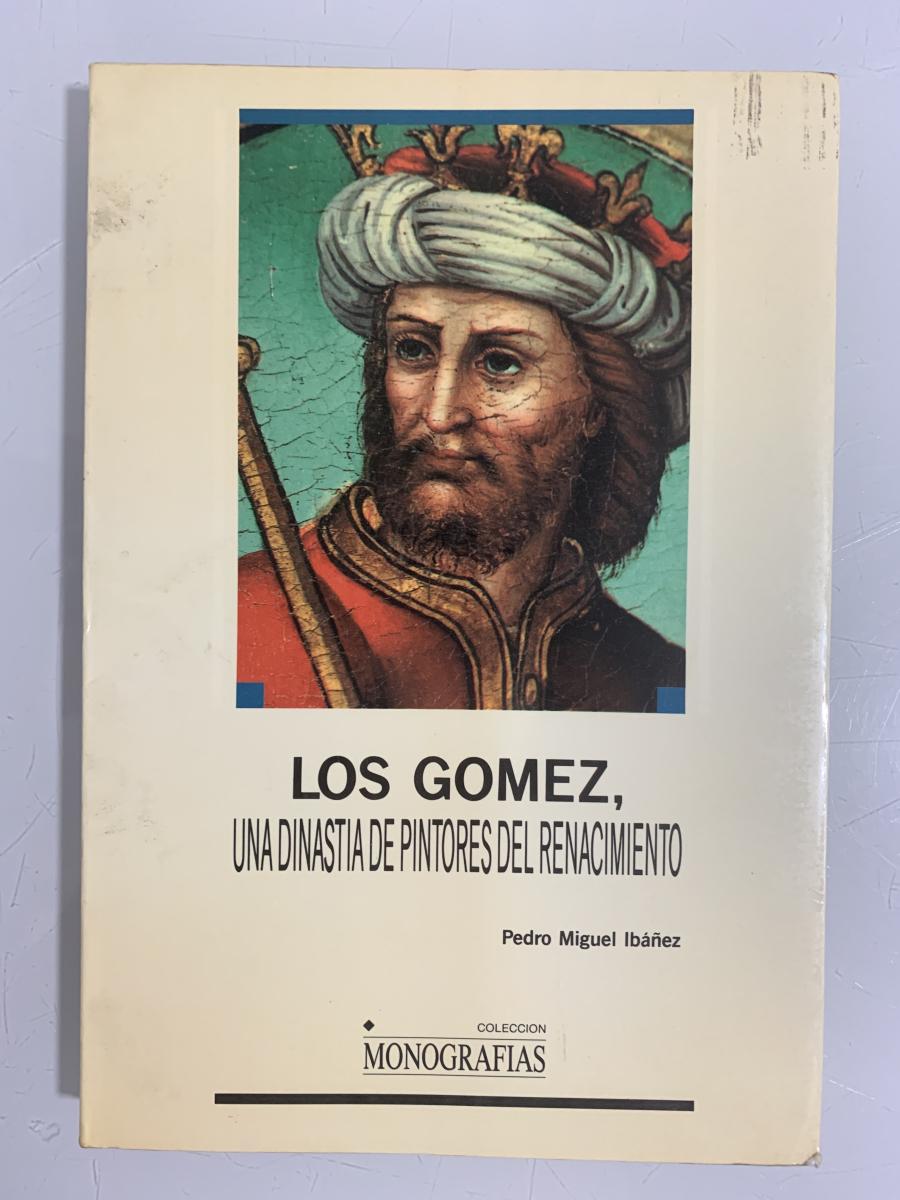 LOS GOMEZ,
UNA DINASTIA DE PINTORES DEL RENACIMIENTO
Pedro Miguel Ibáñez
COLECCION
MONOGRAFIAS